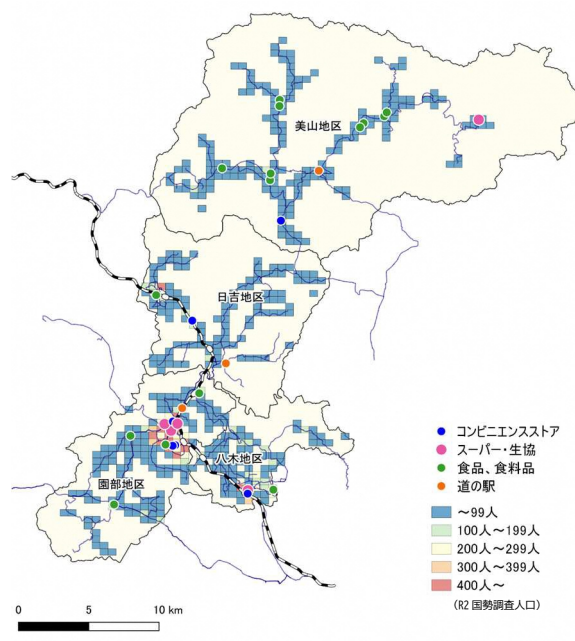 美山地区
日吉地区
八木地区
園部地区
コンビニエンスストア
スーパー・生協
食品、食料品
道の駅
～99人
100人～199人
200人～299人
300人～399人
400人～
（R2国勢調査人口）
0 5 10 km